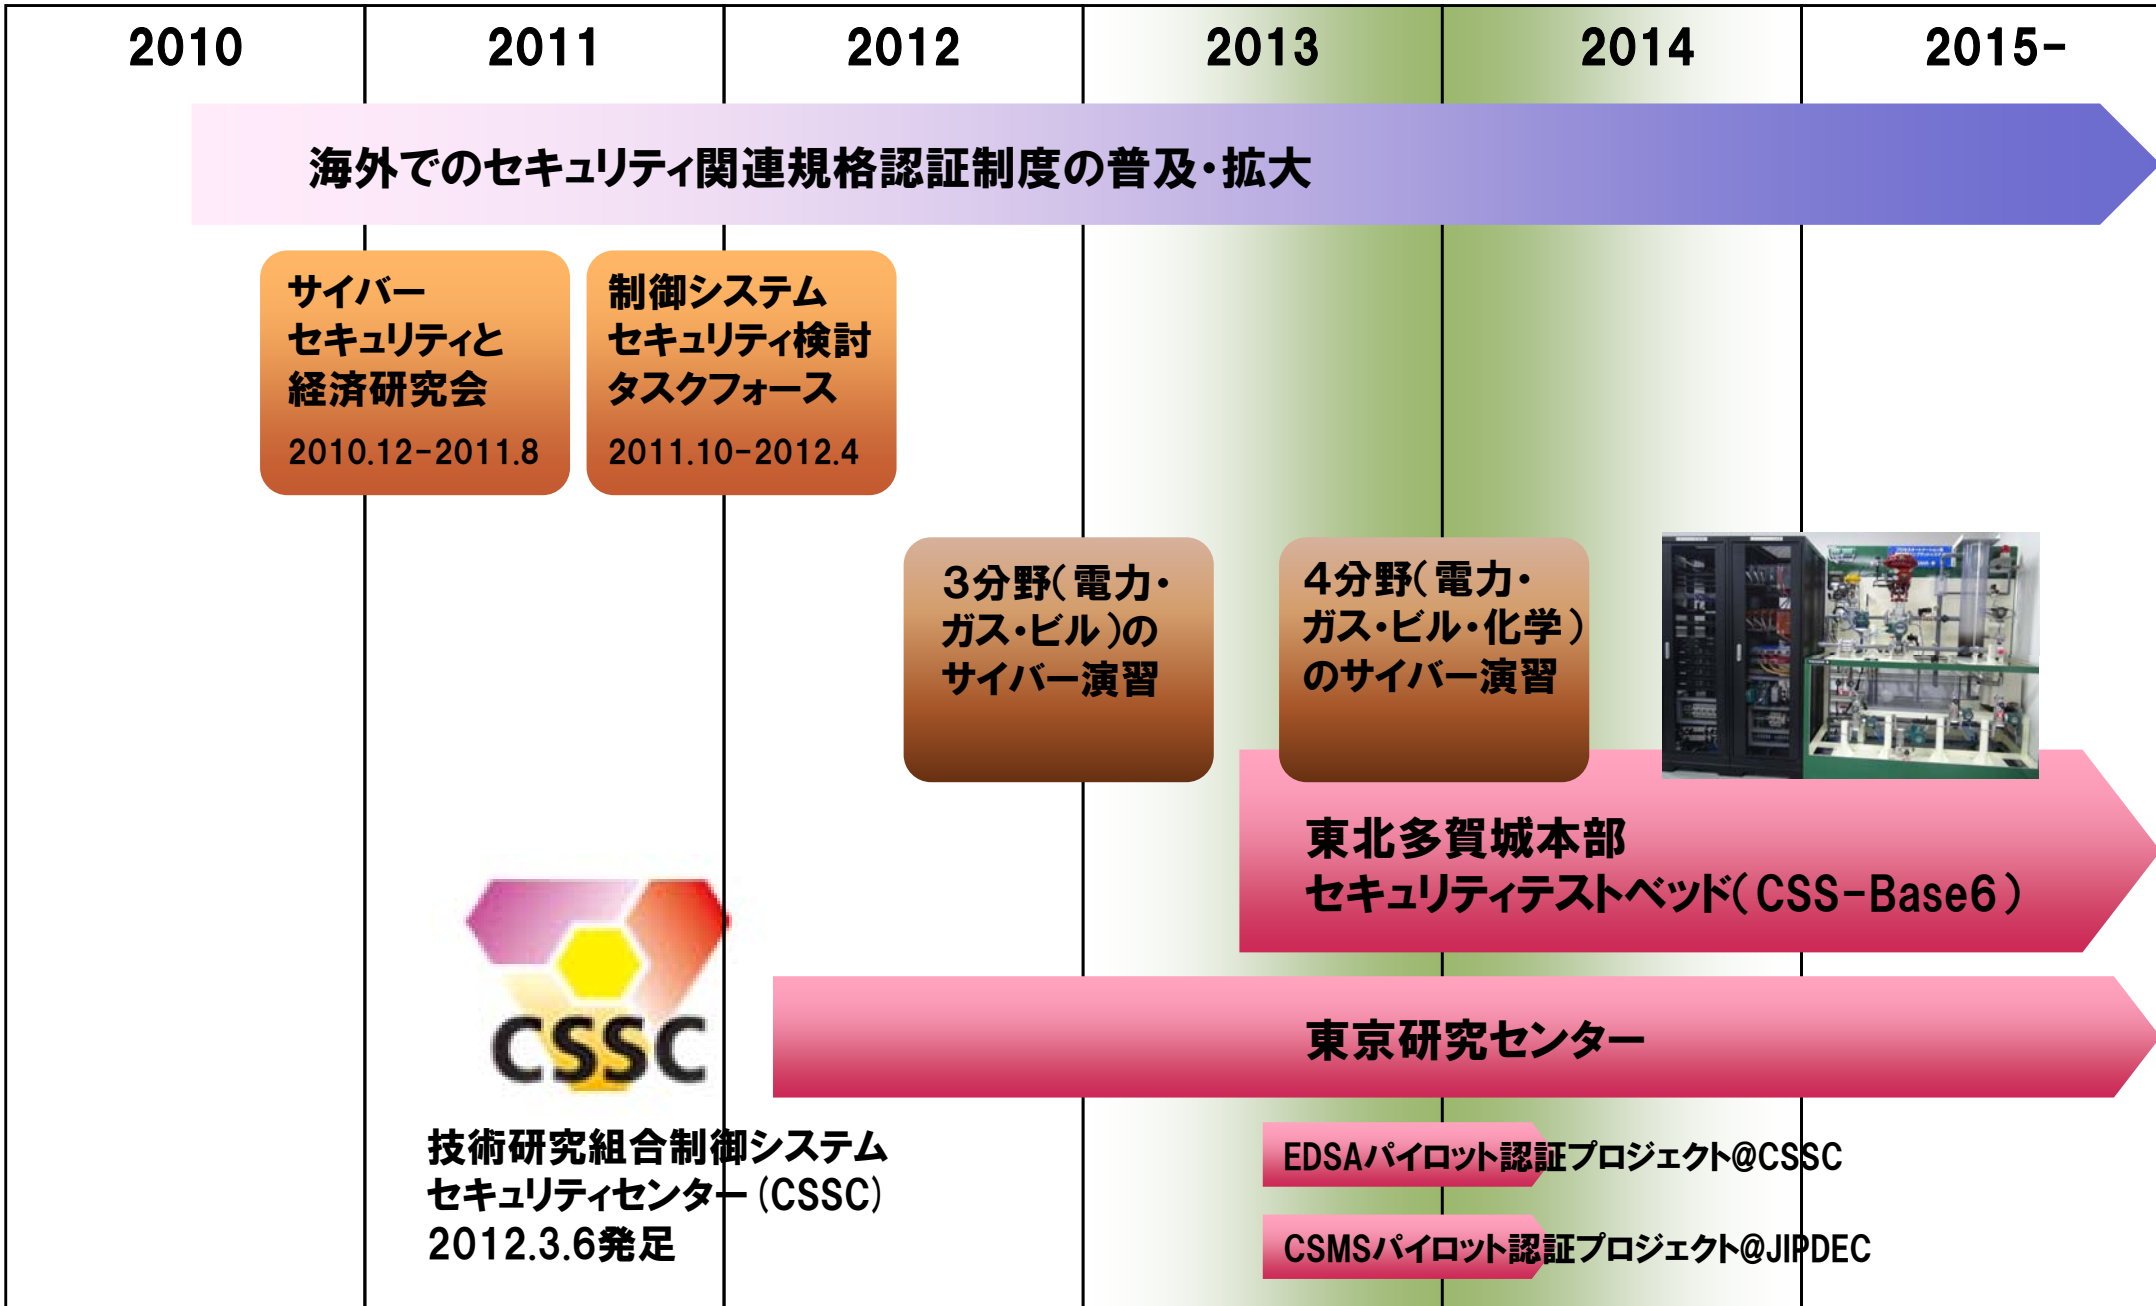 2010
2011
2012
2013
2014
2015-
海外でのセキュリティ関連規格認証制度の普及・拡大
サイバー
セキュリティと
経済研究会
2010.12-2011.8
制御システム
セキュリティ検討
タスクフォース
2011.10-2012.4
3分野(電力・
ガス・ビル)の
サイバー演習
4分野(電力・
ガス・ビル・化学)
のサイバー演習
東北多賀城本部
セキュリティテストベッド(CSS-Base6)
CSSC
東京研究センター
技術研究組合制御システム
セキュリティセンター(CSSC)
2012.3.6発足
EDSAパイロット認証プロジェクト@CSSC
CSMSパイロット認証プロジェクト@JIPDEC